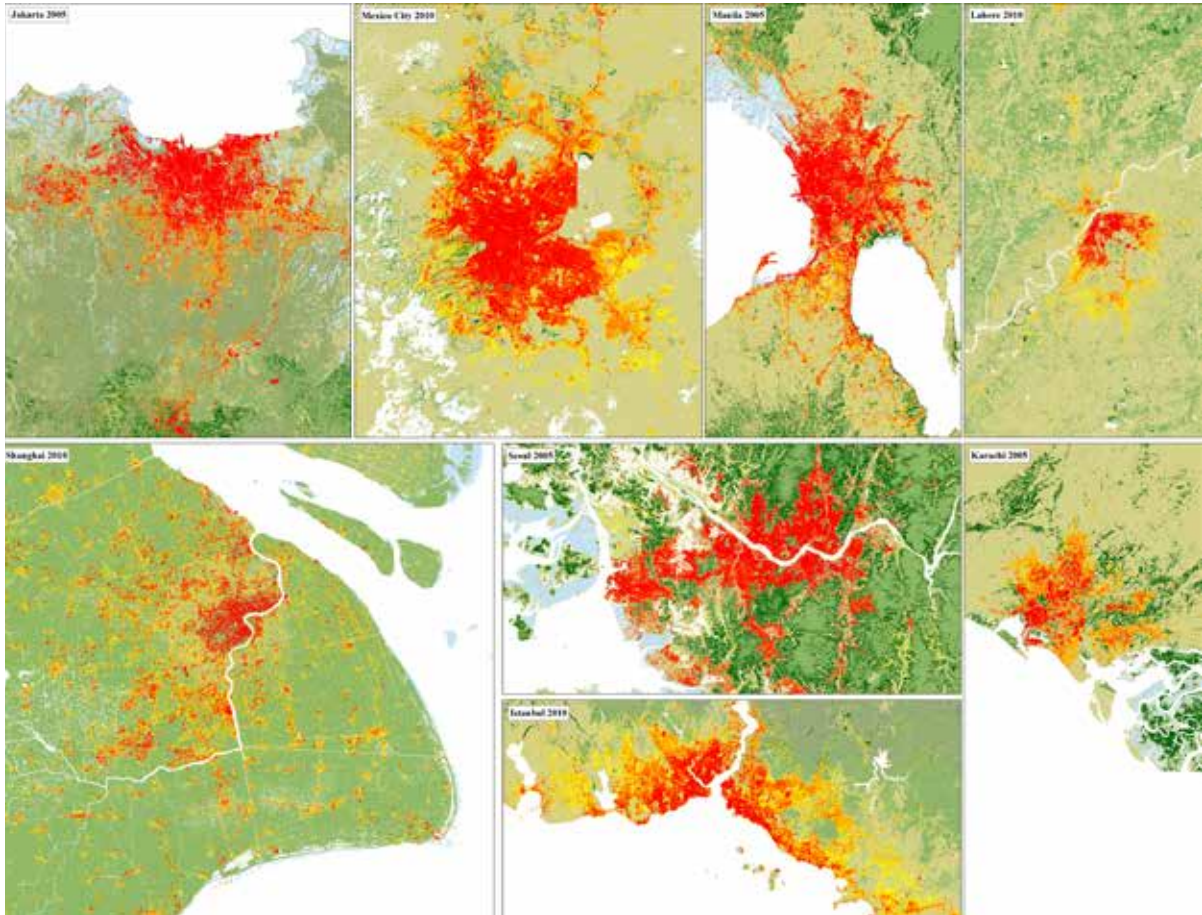 Jakarta 2005
Mexico City 2010
Manila 2005
Lahore 2010
Shanghai 2010
Seoul 2005
Karachi 2005
Istanbul 2010